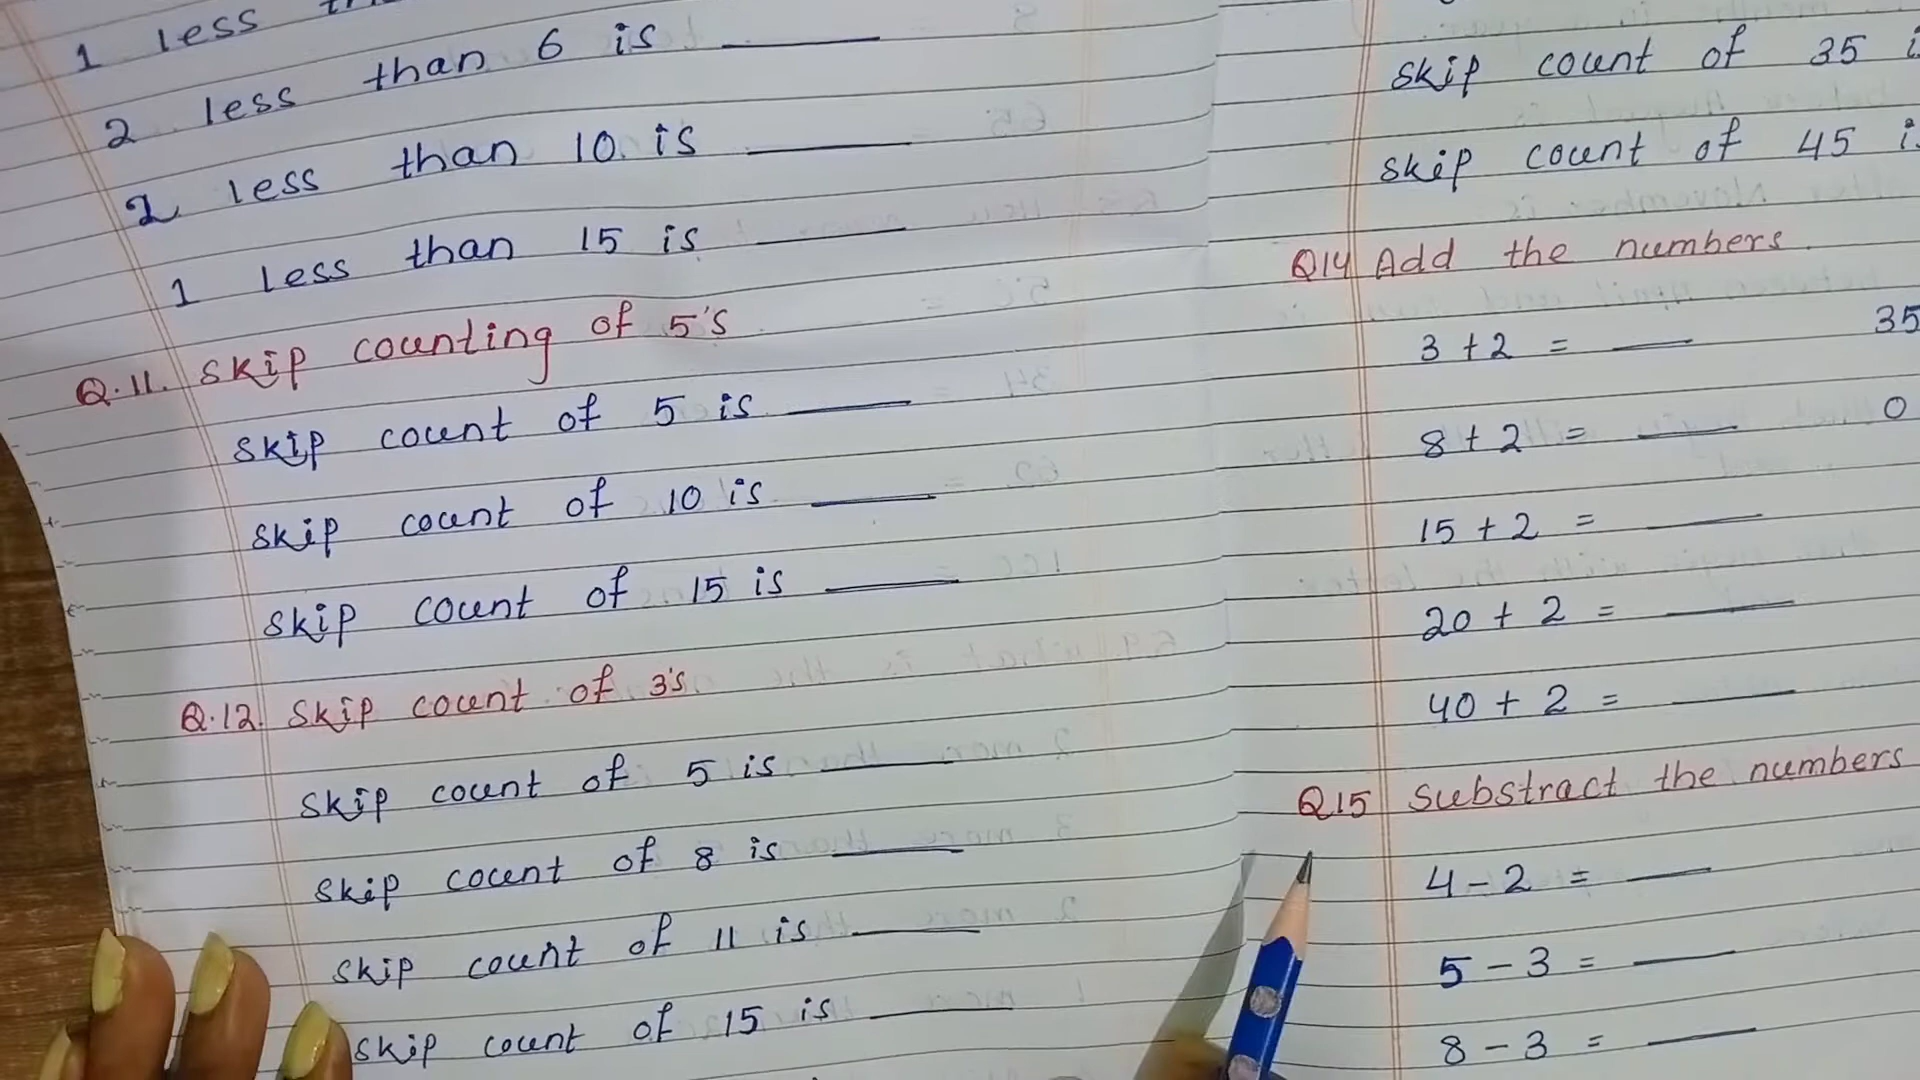 1 less
2 less than 6 is
2 less than 10 is
1 less than 15 is
Q.11. Skip counting of 5's
Skip count of 5 is
Skip count of 10 is
Skip count of 15 is
Q.12. Skip count of 3's
Skip count of 5 is
Skip count of 8 is
Skip count of 11 is
Skip count of 15 is
Skip count of 35
Skip count of 45
Q14 Add the numbers.
3 + 2 = 35
8 + 2 = 0
15 + 2 =
20 + 2 =
40 + 2 =
Q15 Substract the numbers
4 - 2 =
5 - 3 =
8 - 3 =